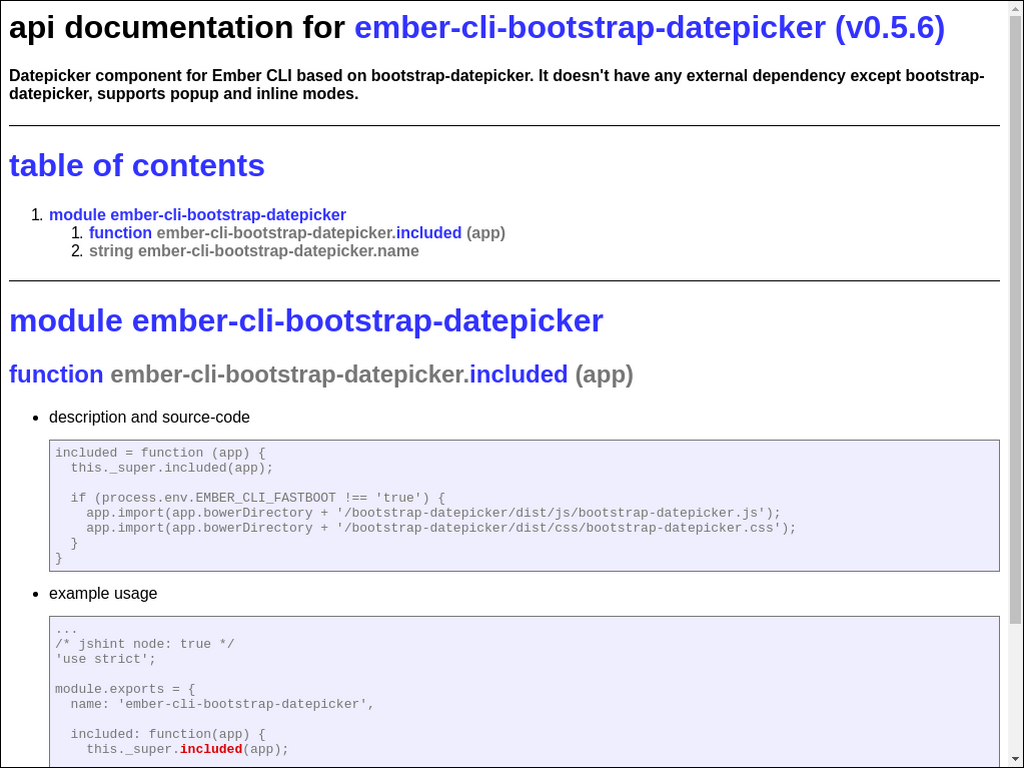 api documentation for ember-cli-bootstrap-datepicker (v0.5.6)
Datepicker component for Ember CLI based on bootstrap-datepicker. It doesn't have any external dependency except bootstrap-
datepicker, supports popup and inline modes.
table of contents
1. module ember-cli-bootstrap-datepicker
1. function ember-cli-bootstrap-datepicker.included (app)
2. string ember-cli-bootstrap-datepicker.name
module ember-cli-bootstrap-datepicker
function ember-cli-bootstrap-datepicker.included (app)
• description and source-code
included = function (app) {
  this._super.included(app);
  if (process.env.EMBER_CLI_FASTBOOT !== 'true') {
    app.import(app.bowerDirectory + '/bootstrap-datepicker/dist/js/bootstrap-datepicker.js');
    app.import(app.bowerDirectory + '/bootstrap-datepicker/dist/css/bootstrap-datepicker.css');
  }
}
• example usage
...
/* jshint node: true */
'use strict';
module.exports = {
  name: 'ember-cli-bootstrap-datepicker',
  included: function(app) {
    this._super.included(app);